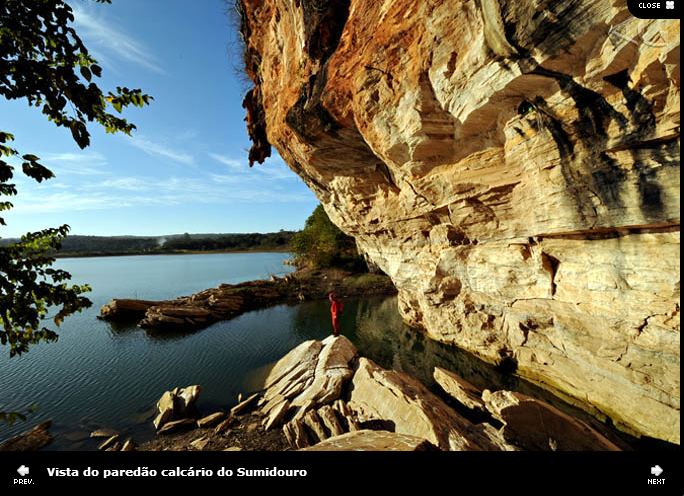 CLOSE
Vista do paredão calcário do Sumidouro
PREV.
NEXT